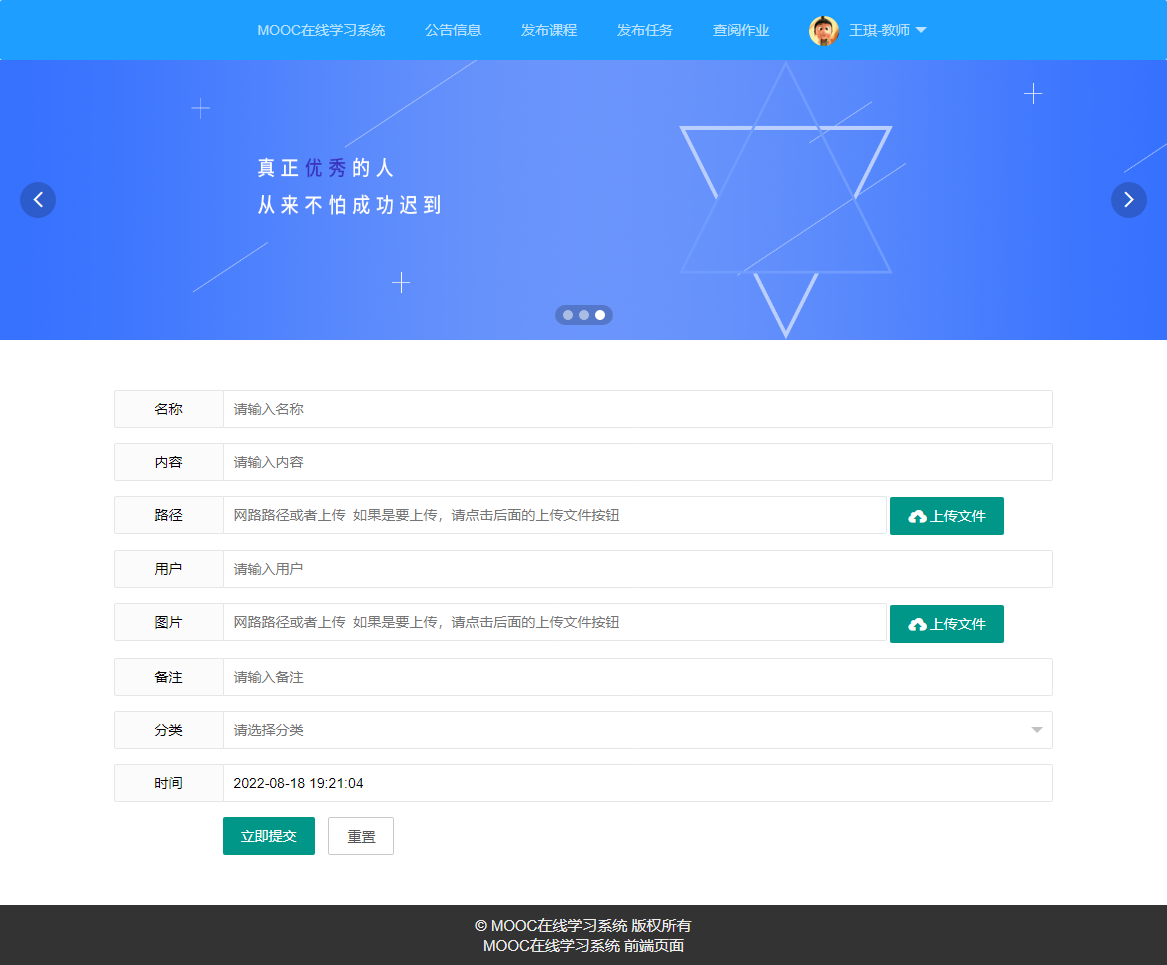 MOOC在线学习系统 公告信息 发布课程 发布任务 查阅作业 王琪-教师
真正优秀的人
从来不怕成功迟到
名称 请输入名称
内容 请输入内容
路径 网路路径或者上传 如果是要上传，请点击后面的上传文件按钮 上传文件
用户 请输入用户
图片 网路路径或者上传 如果是要上传，请点击后面的上传文件按钮 上传文件
备注 请输入备注
分类 请选择分类
时间 2022-08-18 19:21:04
立即提交 重置
© MOOC在线学习系统 版权所有
MOOC在线学习系统 前端页面